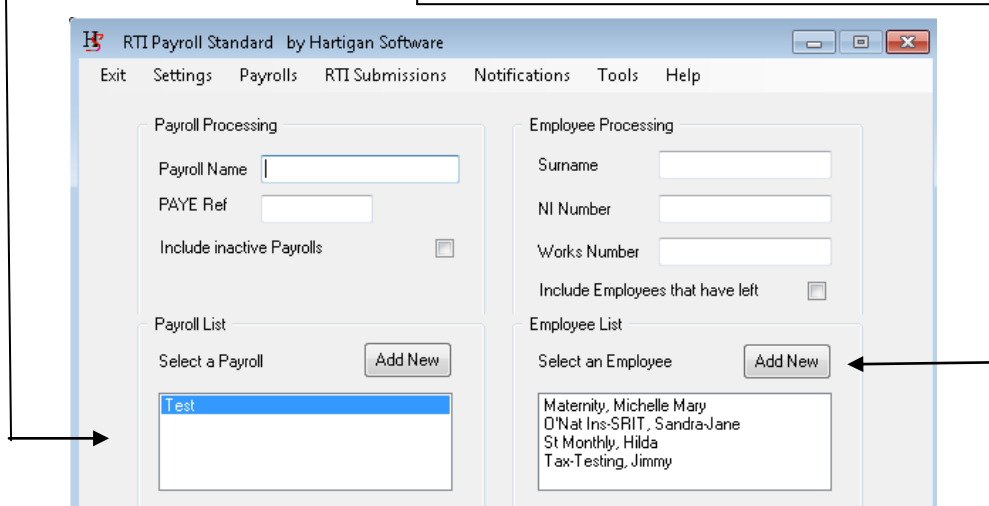 HS RTI Payroll Standard by Hartigan Software
Exit Settings Payrolls RTI Submissions Notifications Tools Help
Payroll Processing
Payroll Name
PAYE Ref
Include inactive Payrolls
Employee Processing
Surname
NI Number
Works Number
Include Employees that have left
Payroll List
Select a Payroll Add New
Test
Employee List
Select an Employee Add New
Maternity, Michelle Mary
O'Nat Ins-SRIT, Sandra-Jane
St Monthly, Hilda
Tax-Testing, Jimmy